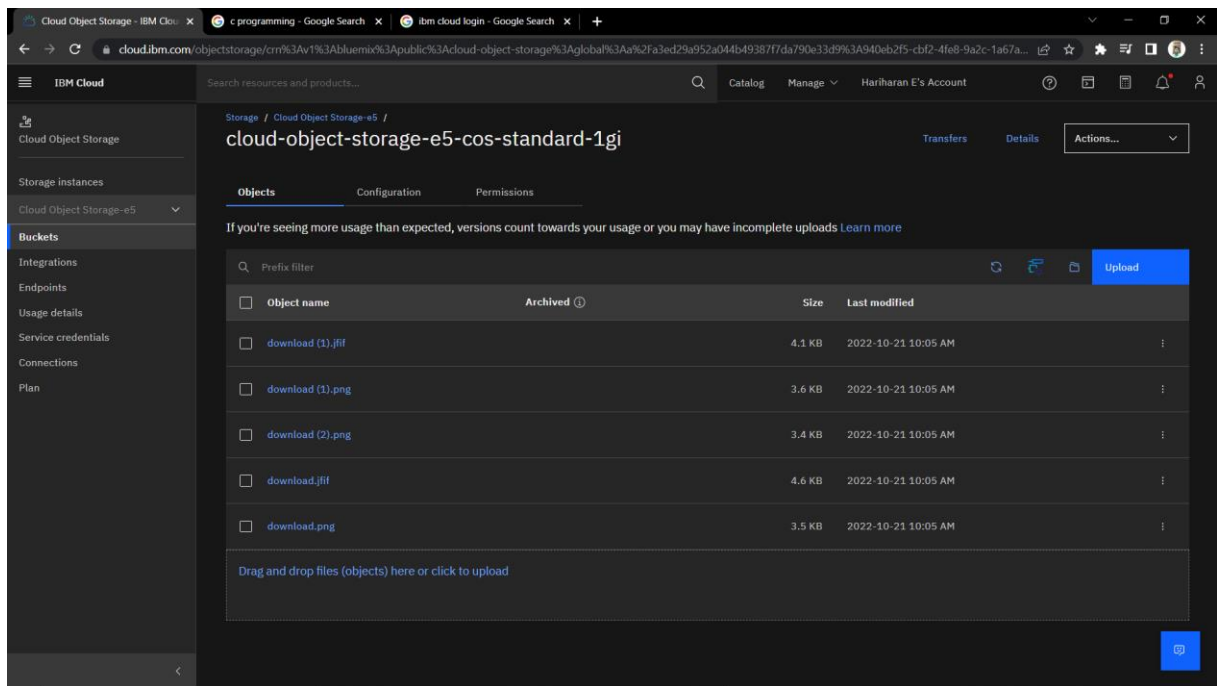 Cloud Object Storage - IBM Clou
c programming - Google Search
ibm cloud login - Google Search
cloud.ibm.com/objectstorage/crn%3Av1%3Abluemix%3Apublic%3Acloud-object-storage%3Aglobal%3Aa%2Fa3ed29a952a044b49387f7da790e33d9%3A940eb2f5-cbf2-4fe8-9a2c-1a67a...
IBM Cloud
Search resources and products...
Catalog
Manage
Hariharan E's Account
Cloud Object Storage
Storage instances
Cloud Object Storage-e5
Buckets
Integrations
Endpoints
Usage details
Service credentials
Connections
Plan
Storage / Cloud Object Storage-e5 /
cloud-object-storage-e5-cos-standard-1gi
Transfers
Details
Actions...
Objects
Configuration
Permissions
If you're seeing more usage than expected, versions count towards your usage or you may have incomplete uploads Learn more
Prefix filter
Upload
Object name Archived Size Last modified
download (1).jfif 4.1 KB 2022-10-21 10:05 AM
download (1).png 3.6 KB 2022-10-21 10:05 AM
download (2).png 3.4 KB 2022-10-21 10:05 AM
download.jfif 4.6 KB 2022-10-21 10:05 AM
download.png 3.5 KB 2022-10-21 10:05 AM
Drag and drop files (objects) here or click to upload